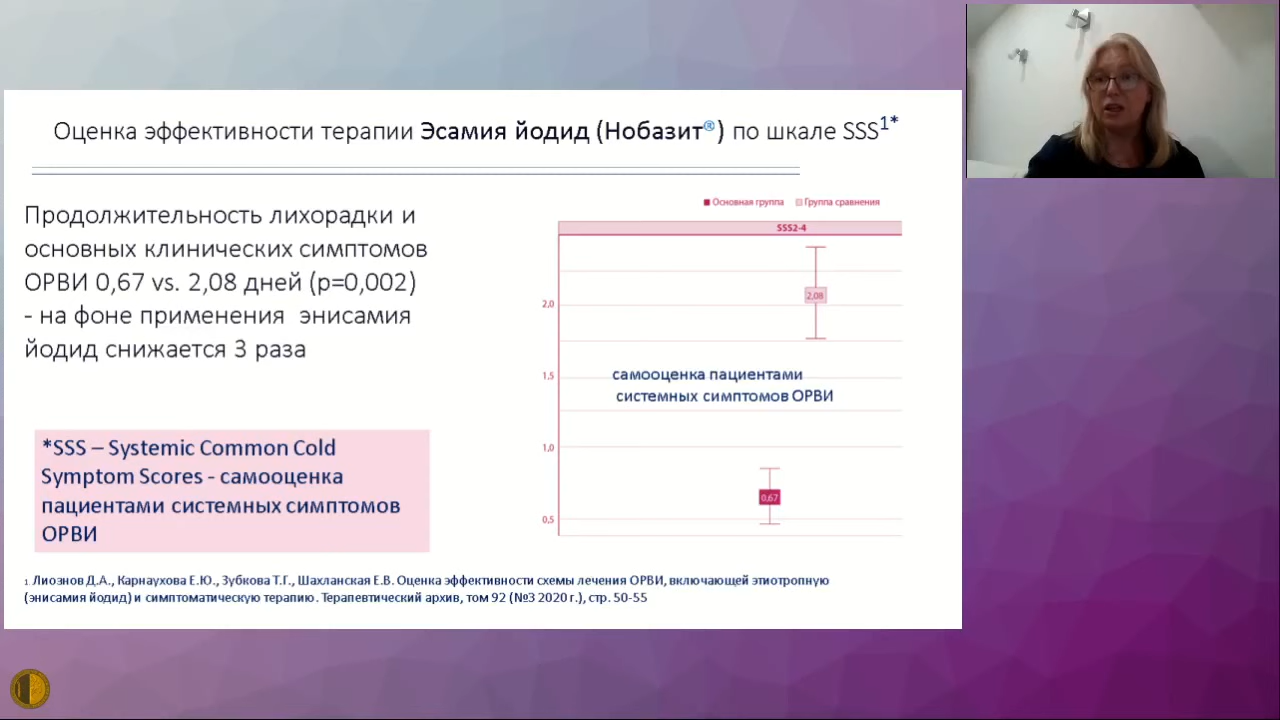 Оценка эффективности терапии Эсамия йодид (Нобазит®) по шкале SSS1*
Продолжительность лихорадки и
основных клинических симптомов
ОРВИ 0,67 vs. 2,08 дней (p=0,002)
- на фоне применения энисамия
йодид снижается 3 раза
*SSS – Systemic Common Cold
Symptom Scores - самооценка
пациентами системных симптомов
ОРВИ
Основная группа Группа сравнения
SSS2-4
2,08
2,0
1,5
самооценка пациентами
системных симптомов ОРВИ
1,0
0,67
0,5
1. Лиознов Д.А., Карнаухова Е.Ю., Зубкова Т.Г., Шахланская Е.В. Оценка эффективности схемы лечения ОРВИ, включающей этиотропную
(энисамия йодид) и симптоматическую терапию. Терапевтический архив, том 92 (№3 2020 г.), стр. 50-55